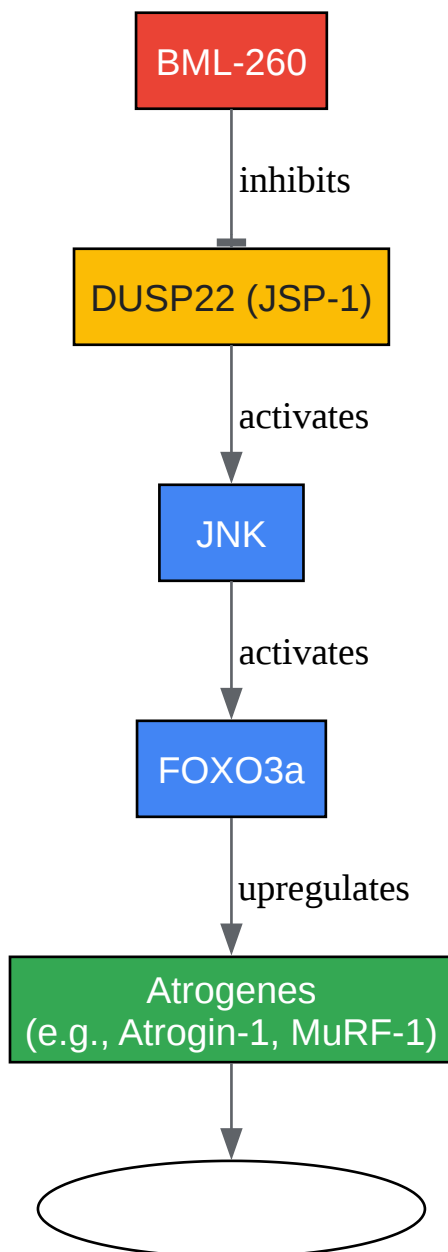 BML-260
inhibits
DUSP22 (JSP-1)
activates
JNK
activates
FOXO3a
upregulates
Atrogenes
(e.g., Atrogin-1, MuRF-1)